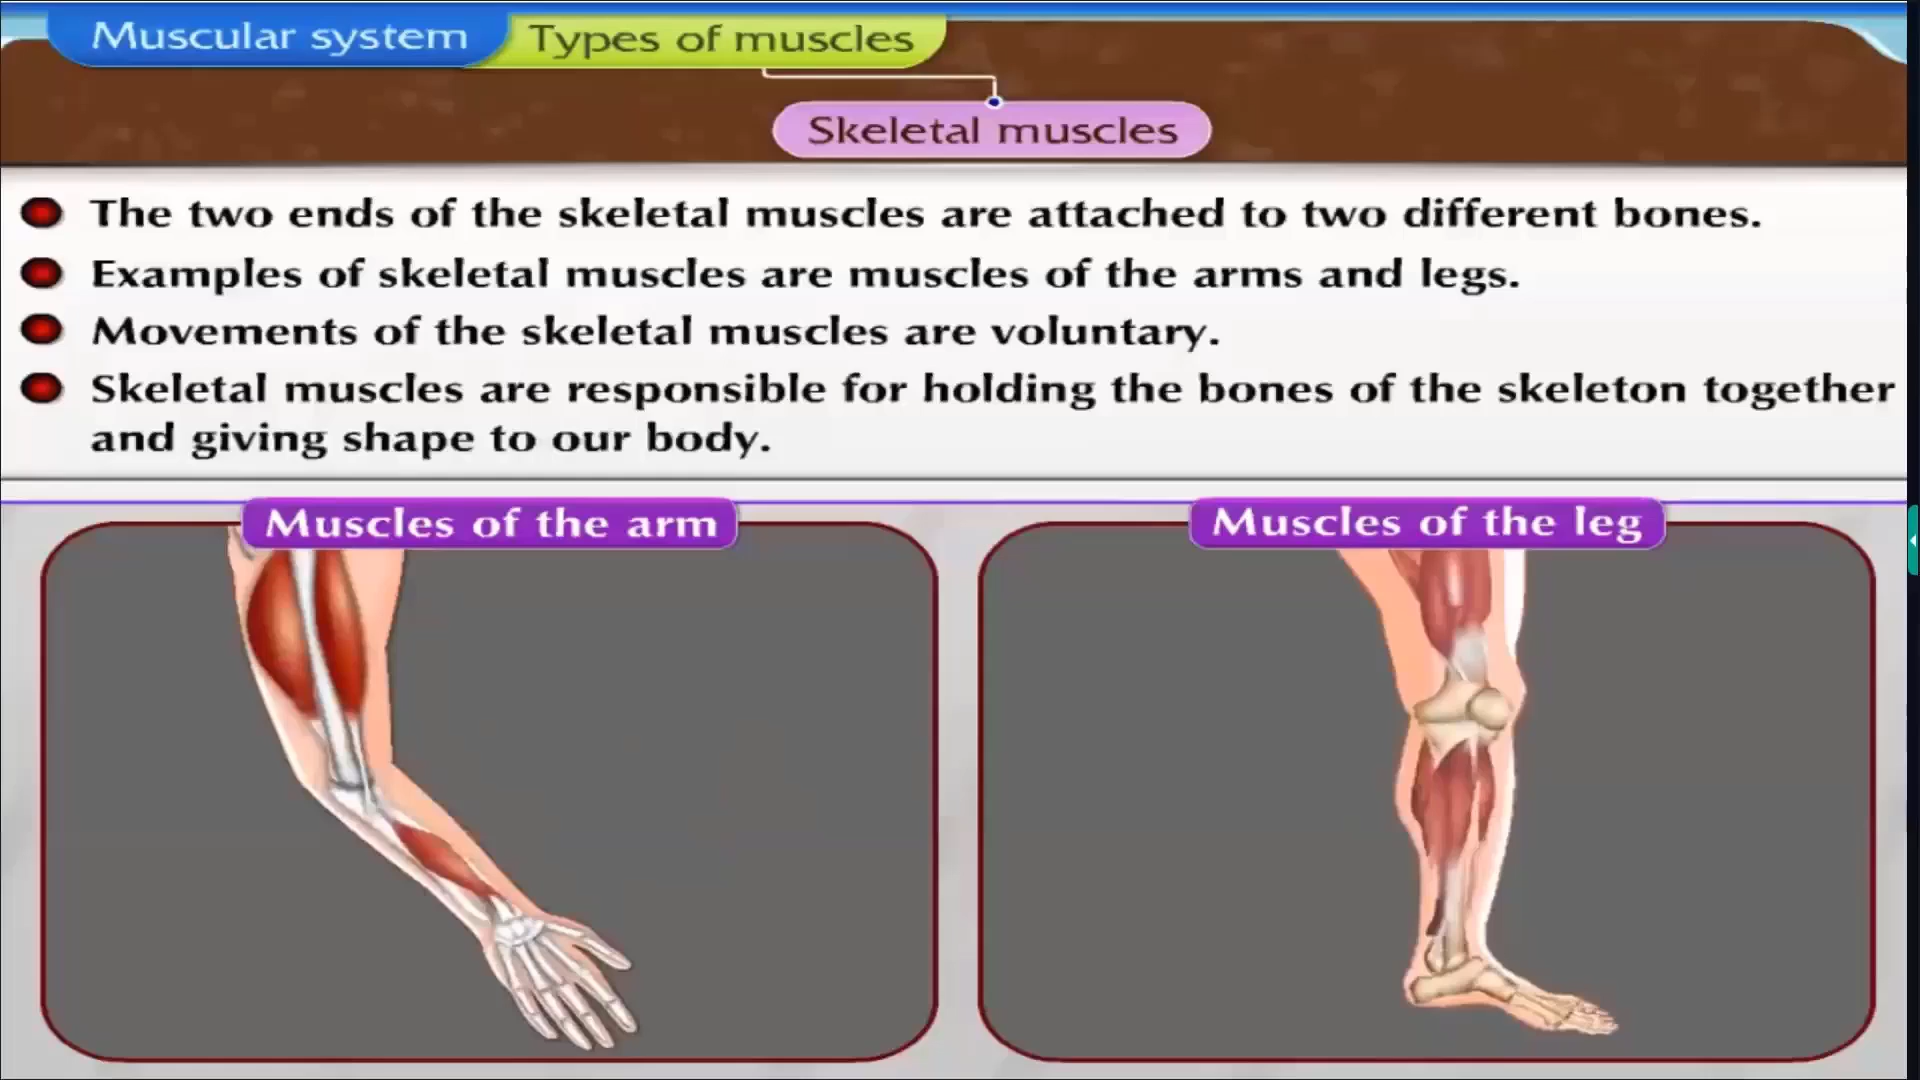 Muscular system
Types of muscles
Skeletal muscles
The two ends of the skeletal muscles are attached to two different bones.
Examples of skeletal muscles are muscles of the arms and legs.
Movements of the skeletal muscles are voluntary.
Skeletal muscles are responsible for holding the bones of the skeleton together
and giving shape to our body.
Muscles of the arm
Muscles of the leg